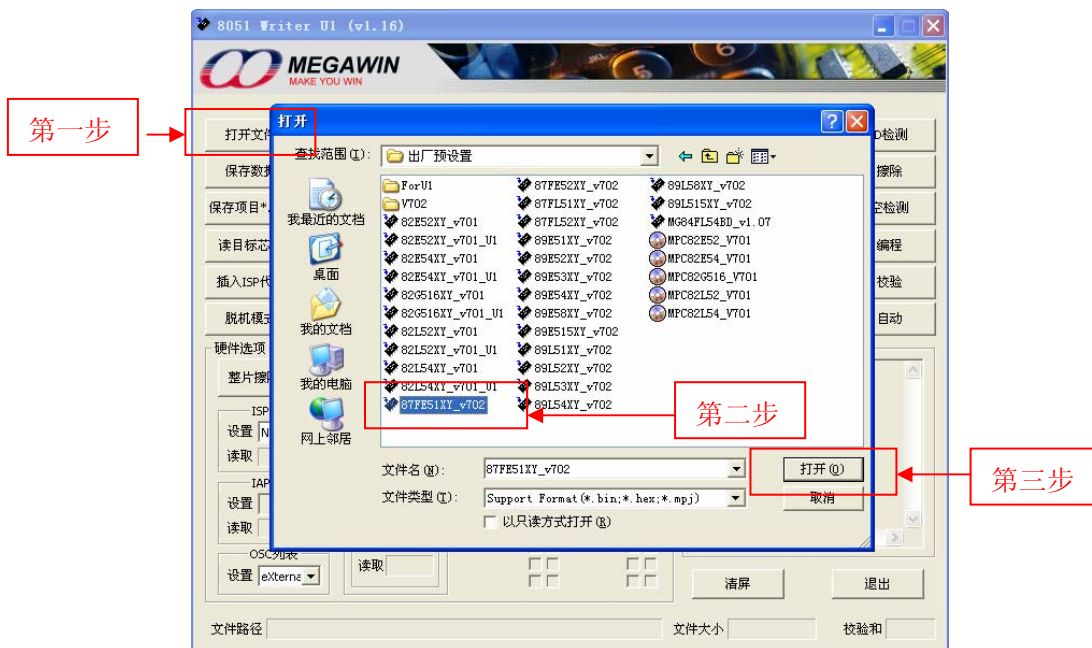 8051 Writer U1 (v1.16)
MEGAWIN
MAKE YOU WIN
第一步
打开文件
保存数据
保存项目*.
读目标芯
插入ISP代
脱机模式
D检测
擦除
空检测
编程
校验
自动
打开
查找范围(I):
出厂预设置
我最近的文档
桌面
我的文档
我的电脑
网上邻居
ForU1
V702
82E52XY_v701
82E52XY_v701_U1
82E54XY_v701
82E54XY_v701_U1
82G516XY_v701
82G516XY_v701_U1
82L52XY_v701
82L52XY_v701_U1
82L54XY_v701
82L54XY_v701_U1
87FE51XY_v702
87FE52XY_v702
87FL51XY_v702
87FL52XY_v702
89E51XY_v702
89E52XY_v702
89E53XY_v702
89E54XY_v702
89E58XY_v702
89E515XY_v702
89L51XY_v702
89L52XY_v702
89L53XY_v702
89L54XY_v702
89L58XY_v702
89L515XY_v702
MG84FL54BD_v1.07
MPC82E52_V701
MPC82E54_V701
MPC82G516_V701
MPC82L52_V701
MPC82L54_V701
第二步
文件名(N):
87FE51XY_v702
打开(O)
文件类型(T):
Support Format(*.bin;*.hex;*.mpj)
取消
以只读方式打开(R)
第三步
硬件选项
整片擦
ISP
设置 N
读取
IAP
设置
读取
OSC列表
设置 eXterna
读取
清屏
退出
文件路径
文件大小
校验和